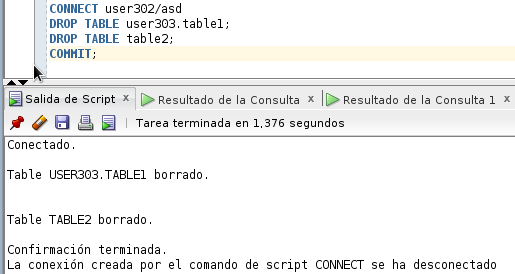 CONNECT user302/asd
DROP TABLE user303.table1;
DROP TABLE table2;
COMMIT;
Salida de Script x Resultado de la Consulta x Resultado de la Consulta 1 x
Tarea terminada en 1,376 segundos
Conectado.
Table USER303.TABLE1 borrado.
Table TABLE2 borrado.
Confirmación terminada.
La conexión creada por el comando de script CONNECT se ha desconectado